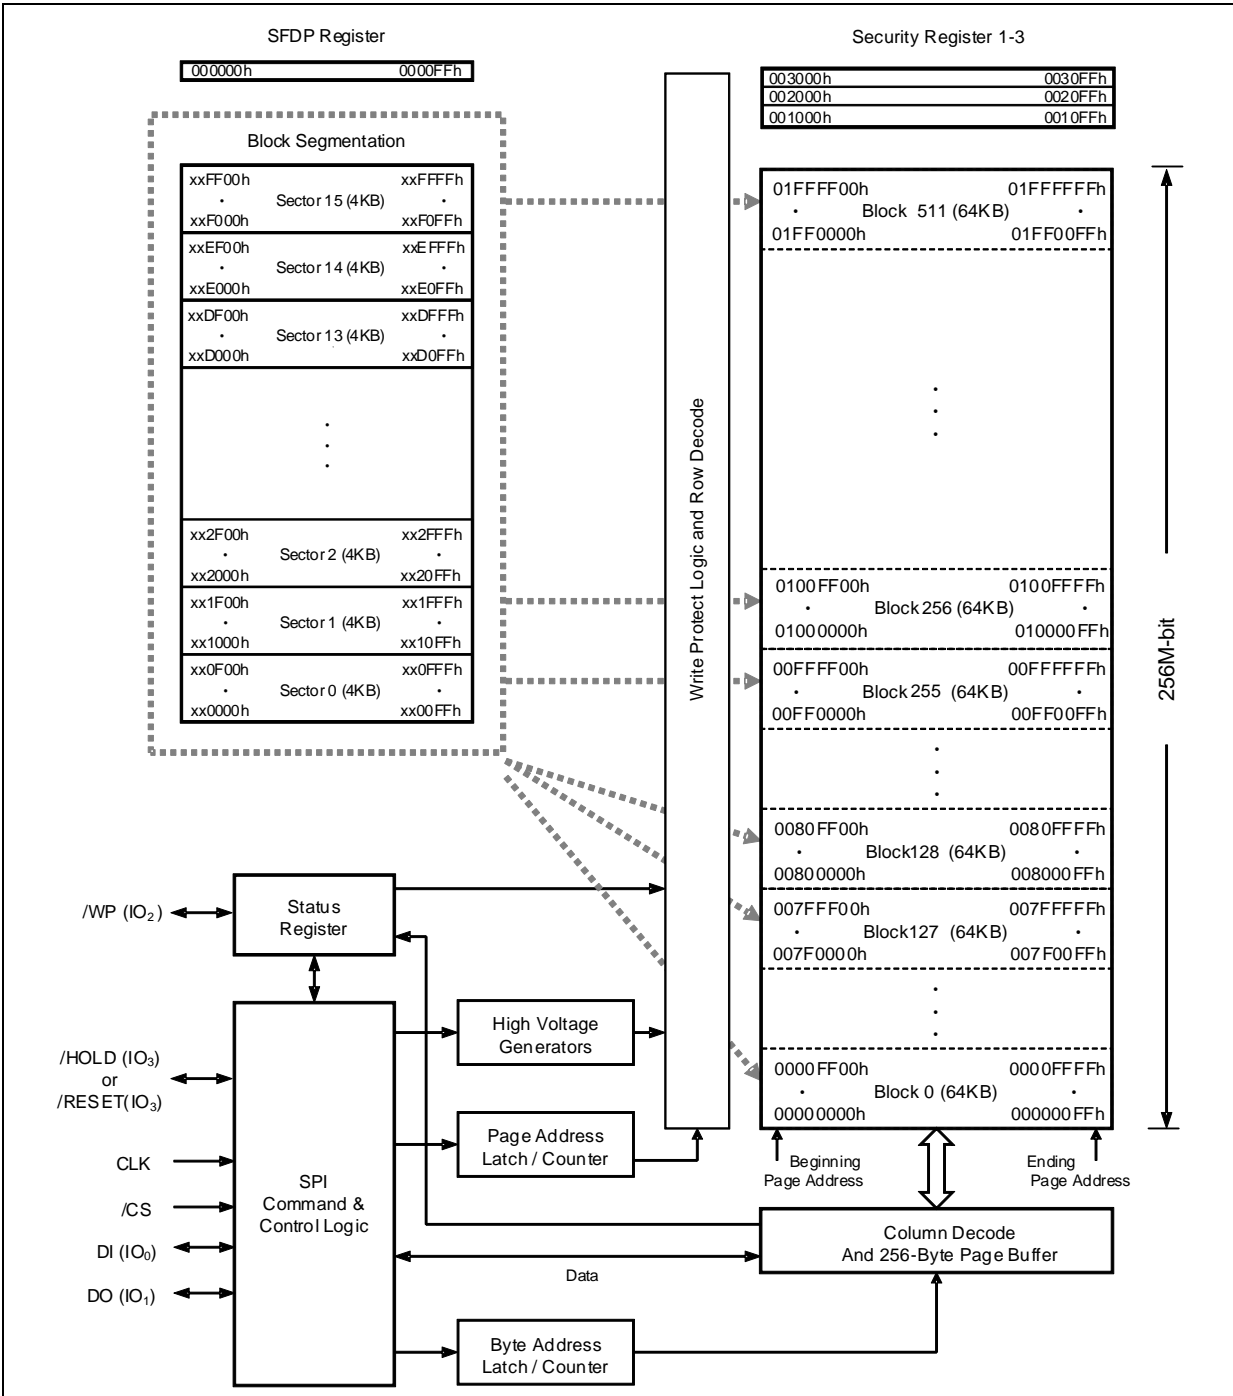 SFDP Register
000000h 0000FFh
Security Register 1-3
003000h 0030FFh
002000h 0020FFh
001000h 0010FFh
Block Segmentation
xxFF00h xxFFFFh
Sector 15 (4KB)
xxF000h xxF0FFh
xxEF00h xxEFFFh
Sector 14 (4KB)
xxE000h xxE0FFh
xxDF00h xxDFFFh
Sector 13 (4KB)
xxD000h xxD0FFh
xx2F00h xx2FFFh
Sector 2 (4KB)
xx2000h xx20FFh
xx1F00h xx1FFFh
Sector 1 (4KB)
xx1000h xx10FFh
xx0F00h xx0FFFh
Sector 0 (4KB)
xx0000h xx00FFh
Write Protect Logic and Row Decode
01FFFF00h 01FFFFFFh
Block 511 (64KB)
01FF0000h 01FF00FFh
0100FF00h 0100FFFFh
Block 256 (64KB)
01000000h 010000FFh
00FFFF00h 00FFFFFFh
Block 255 (64KB)
00FF0000h 00FF00FFh
0080FF00h 0080FFFFh
Block 128 (64KB)
00800000h 008000FFh
007FFF00h 007FFFFFh
Block 127 (64KB)
007F0000h 007F00FFh
0000FF00h 0000FFFFh
Block 0 (64KB)
00000000h 000000FFh
256M-bit
Beginning
Page Address
Ending
Page Address
/WP (IO2)
Status
Register
/HOLD (IO3)
or
/RESET(IO3)
CLK
/CS
DI (IO0)
DO (IO1)
SPI
Command &
Control Logic
High Voltage
Generators
Page Address
Latch / Counter
Column Decode
And 256-Byte Page Buffer
Data
Byte Address
Latch / Counter